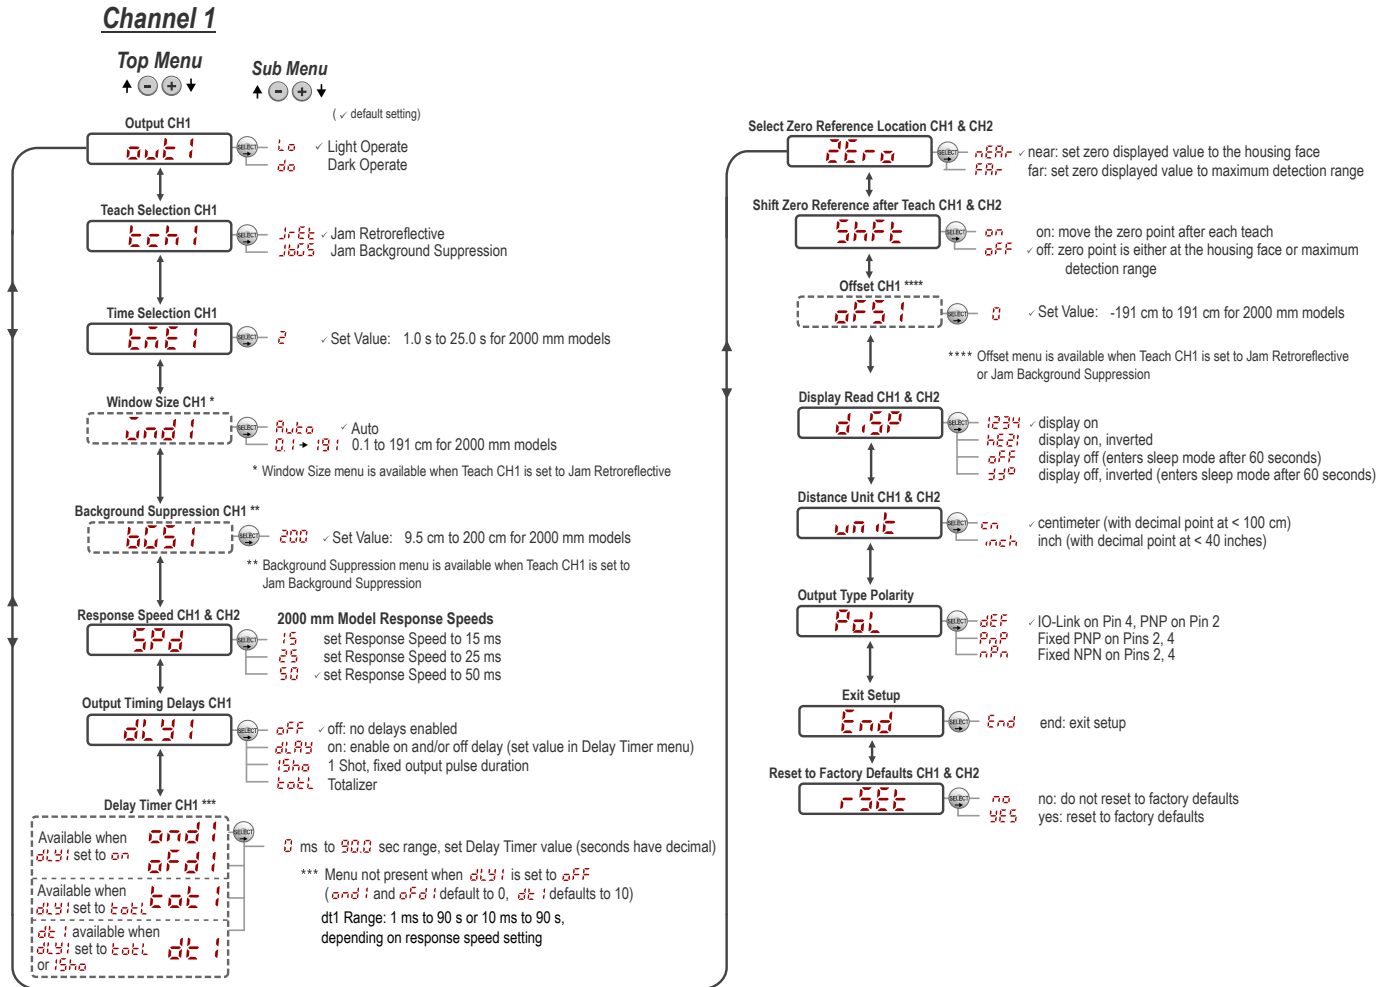 Channel 1
Top Menu
Sub Menu
- +
- +
( ✓ default setting)
Output CH1
out1
SELECT
Lo ✓ Light Operate
do Dark Operate
Teach Selection CH1
tch1
SELECT
JrEt ✓ Jam Retroreflective
JbGS Jam Background Suppression
Time Selection CH1
tmE1
SELECT
2 ✓ Set Value: 1.0 s to 25.0 s for 2000 mm models
Window Size CH1 *
wnd1
SELECT
Auto ✓ Auto
0.1 → 191 0.1 to 191 cm for 2000 mm models
* Window Size menu is available when Teach CH1 is set to Jam Retroreflective
Background Suppression CH1 **
bGS1
SELECT
200 ✓ Set Value: 9.5 cm to 200 cm for 2000 mm models
** Background Suppression menu is available when Teach CH1 is set to
Jam Background Suppression
Response Speed CH1 & CH2
SPd
SELECT
2000 mm Model Response Speeds
15 set Response Speed to 15 ms
25 set Response Speed to 25 ms
50 ✓ set Response Speed to 50 ms
Output Timing Delays CH1
dLY1
SELECT
oFF ✓ off: no delays enabled
dLAY on: enable on and/or off delay (set value in Delay Timer menu)
1Sho 1 Shot, fixed output pulse duration
totL Totalizer
Delay Timer CH1 ***
Available when
dLY1 set to on
ond1
oFd1
SELECT
Available when
dLY1 set to totL
tot1
dt1 available when
dLY1 set to totL
or 1Sho
dt1
0 ms to 90.0 sec range, set Delay Timer value (seconds have decimal)
*** Menu not present when dLY1 is set to oFF
(ond1 and oFd1 default to 0, dt1 defaults to 10)
dt1 Range: 1 ms to 90 s or 10 ms to 90 s,
depending on response speed setting
Select Zero Reference Location CH1 & CH2
ZEro
SELECT
nEAr ✓ near: set zero displayed value to the housing face
FAr far: set zero displayed value to maximum detection range
Shift Zero Reference after Teach CH1 & CH2
ShFt
SELECT
on on: move the zero point after each teach
oFF ✓ off: zero point is either at the housing face or maximum
detection range
Offset CH1 ****
oFS1
SELECT
0 ✓ Set Value: -191 cm to 191 cm for 2000 mm models
**** Offset menu is available when Teach CH1 is set to Jam Retroreflective
or Jam Background Suppression
Display Read CH1 & CH2
diSP
SELECT
1234 ✓ display on
hEZ1 display on, inverted
oFF display off (enters sleep mode after 60 seconds)
display off, inverted (enters sleep mode after 60 seconds)
Distance Unit CH1 & CH2
unit
SELECT
cm ✓ centimeter (with decimal point at < 100 cm)
inch inch (with decimal point at < 40 inches)
Output Type Polarity
PoL
SELECT
dEF ✓ IO-Link on Pin 4, PNP on Pin 2
PnP Fixed PNP on Pins 2, 4
nPn Fixed NPN on Pins 2, 4
Exit Setup
End
SELECT
End end: exit setup
Reset to Factory Defaults CH1 & CH2
rSEt
SELECT
no no: do not reset to factory defaults
YES yes: reset to factory defaults